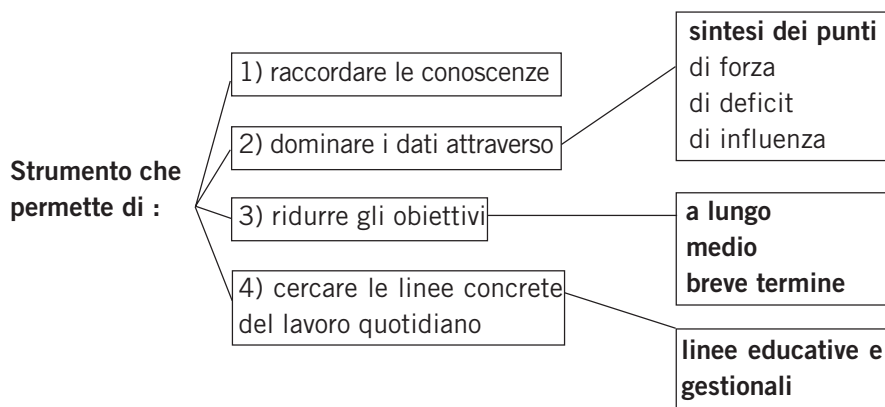 Strumento che
permette di :
1) raccordare le conoscenze
2) dominare i dati attraverso
3) ridurre gli obiettivi
4) cercare le linee concrete
del lavoro quotidiano
sintesi dei punti
di forza
di deficit
di influenza
a lungo
medio
breve termine
linee educative e
gestionali